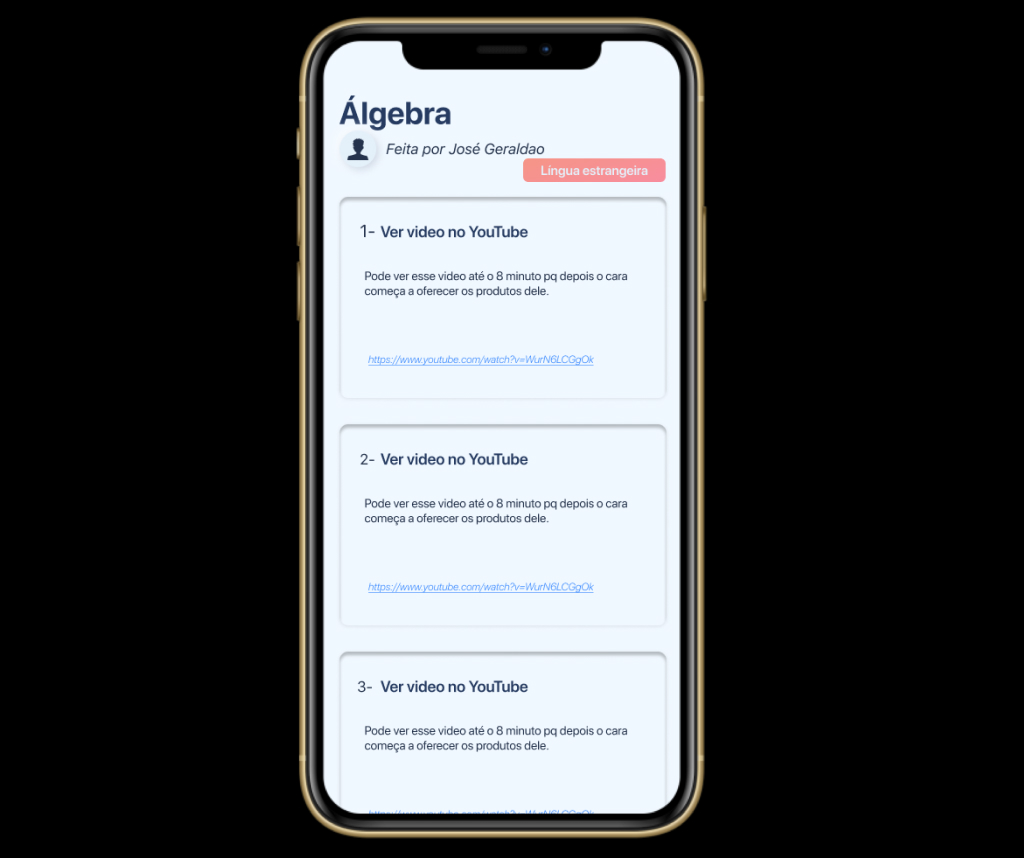 Álgebra
Feita por José Geraldao
Língua estrangeira
1- Ver video no YouTube
Pode ver esse video até o 8 minuto pq depois o cara
começa a oferecer os produtos dele.
https://www.youtube.com/watch?v=WurN6LCGgOk
2- Ver video no YouTube
Pode ver esse video até o 8 minuto pq depois o cara
começa a oferecer os produtos dele.
https://www.youtube.com/watch?v=WurN6LCGgOk
3- Ver video no YouTube
Pode ver esse video até o 8 minuto pq depois o cara
começa a oferecer os produtos dele.